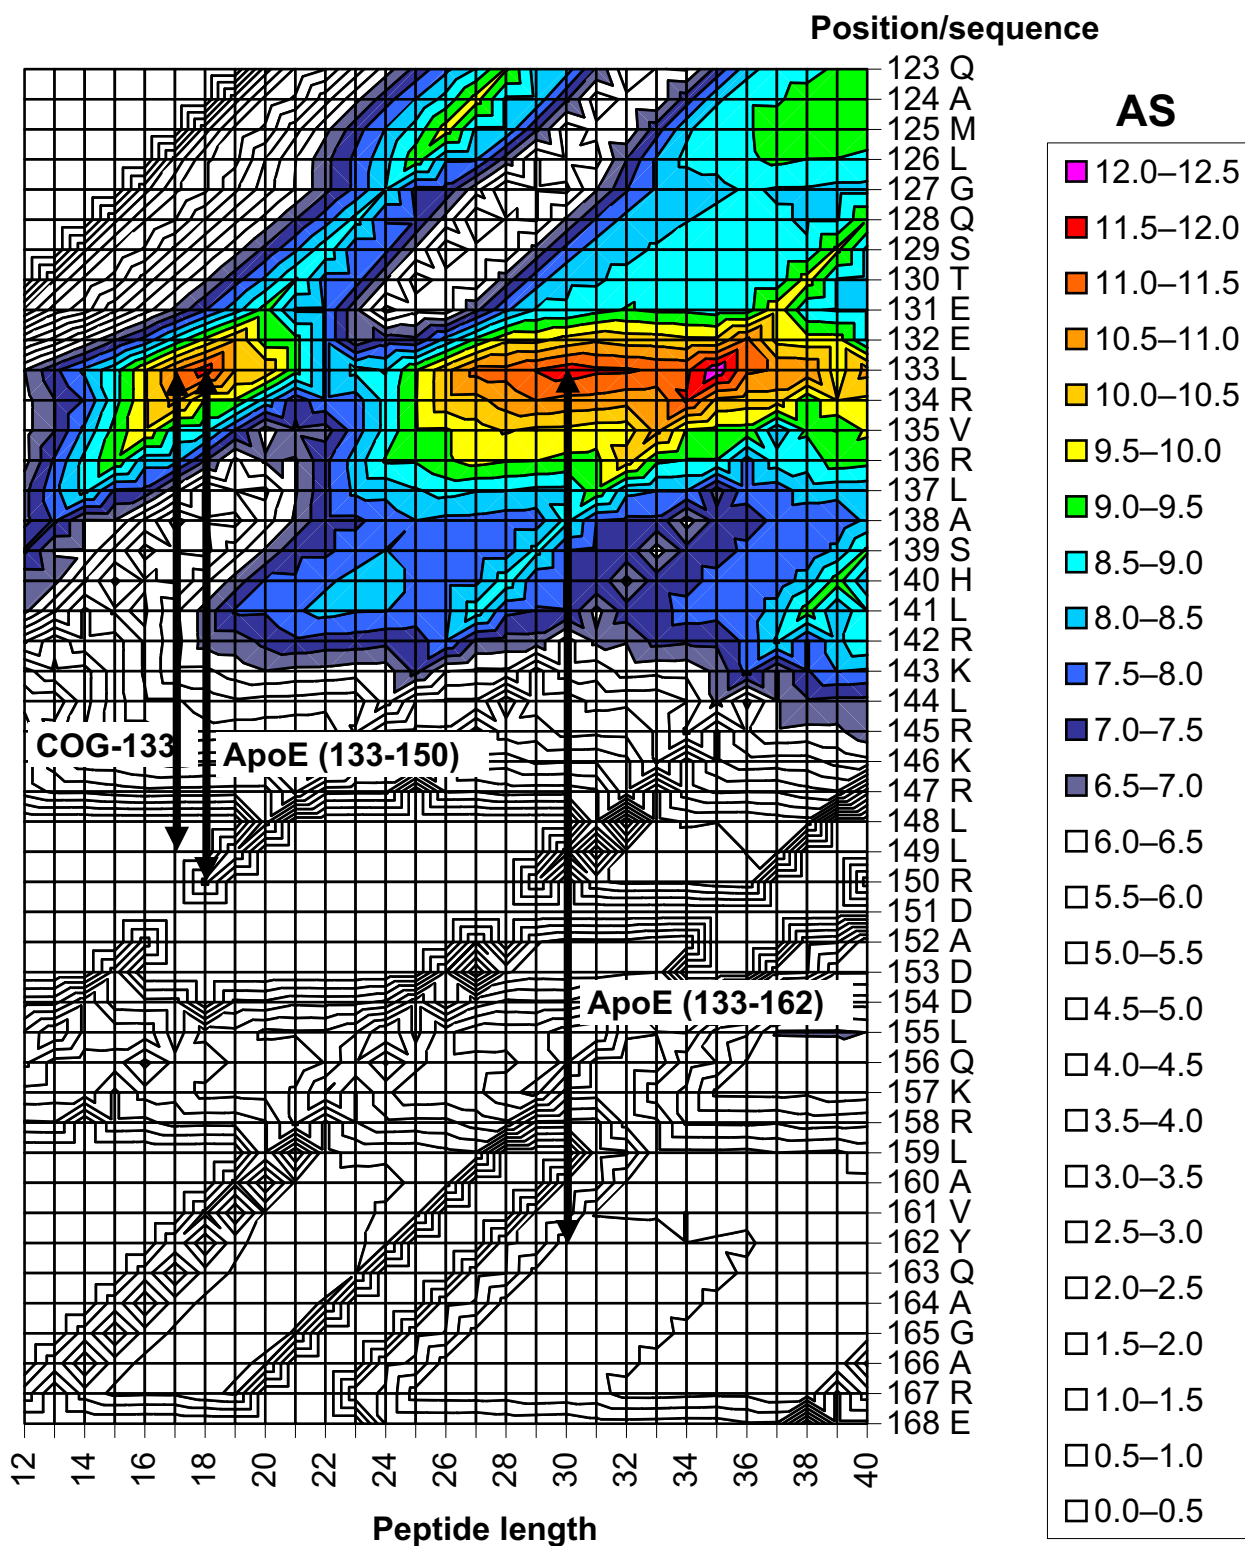 Position/sequence
123 Q
124 A
125 M
126 L
127 G
128 Q
129 S
130 T
131 E
132 E
133 L
134 R
135 V
136 R
137 L
138 A
139 S
140 H
141 L
142 R
143 K
144 L
145 R
146 K
147 R
148 L
149 L
150 R
151 D
152 A
153 D
154 D
155 L
156 Q
157 K
158 R
159 L
160 A
161 V
162 Y
163 Q
164 A
165 G
166 A
167 R
168 E
COG-133
ApoE (133-150)
ApoE (133-162)
12 14 16 18 20 22 24 26 28 30 32 34 36 38 40
Peptide length
AS
12.0–12.5
11.5–12.0
11.0–11.5
10.5–11.0
10.0–10.5
9.5–10.0
9.0–9.5
8.5–9.0
8.0–8.5
7.5–8.0
7.0–7.5
6.5–7.0
6.0–6.5
5.5–6.0
5.0–5.5
4.5–5.0
4.0–4.5
3.5–4.0
3.0–3.5
2.5–3.0
2.0–2.5
1.5–2.0
1.0–1.5
0.5–1.0
0.0–0.5